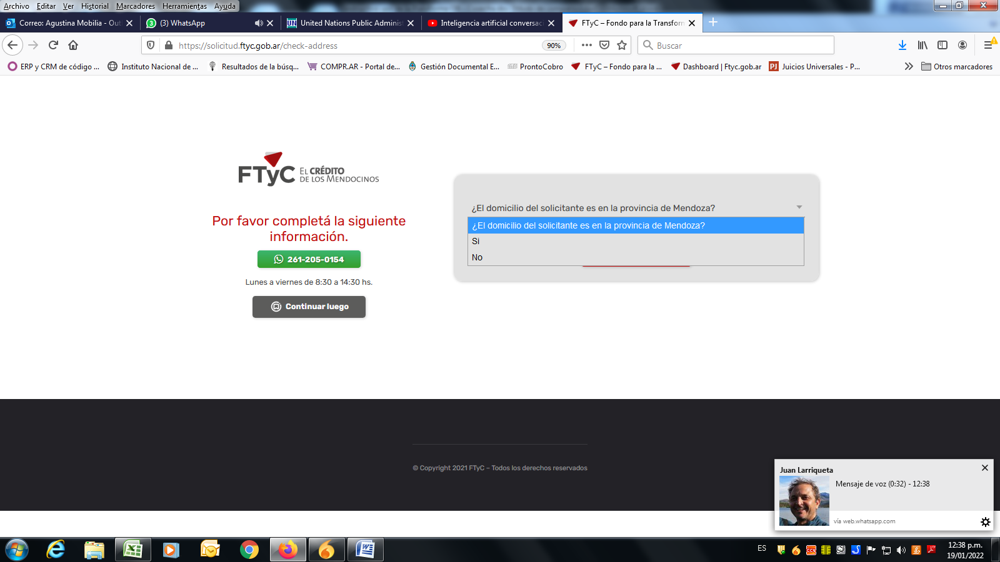 Archivo Editar Ver Historial Marcadores Herramientas Ayuda
Correo: Agustina Mobilia - Out
3 (3) WhatsApp
UN United Nations Public Adminis
Inteligencia artificial conversac
FTyC – Fondo para la Transform
https://solicitud.ftyc.gob.ar/check-address
90%
Buscar
ERP y CRM de código ...
Instituto Nacional de ...
Resultados de la búsq...
COMPR.AR - Portal de...
Gestión Documental E...
ProntoCobro
FTyC – Fondo para la ...
Dashboard | Ftyc.gob.ar
PJ Juicios Universales - P...
Otros marcadores
FTyC EL CRÉDITO
DE LOS MENDOCINOS
Por favor completá la siguiente
información.
261-205-0154
Lunes a viernes de 8:30 a 14:30 hs.
Continuar luego
¿El domicilio del solicitante es en la provincia de Mendoza?
¿El domicilio del solicitante es en la provincia de Mendoza?
Si
No
© Copyright 2021 FTyC – Todos los derechos reservados
Juan Larriqueta
Mensaje de voz (0:32) - 12:38
vía web.whatsapp.com
ES
12:38 p.m.
19/01/2022